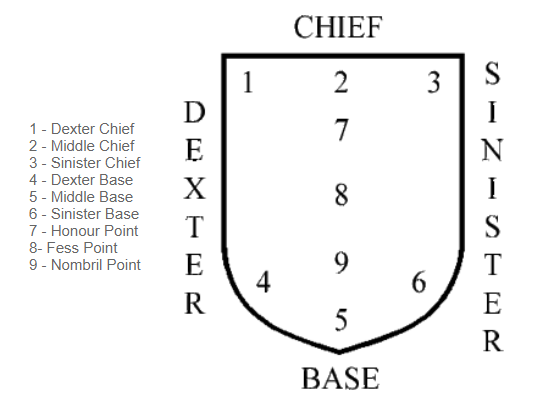 CHIEF
1 2 3
7
8
9
4 6
5
BASE
DEXTER
SINISTER
1 - Dexter Chief
2 - Middle Chief
3 - Sinister Chief
4 - Dexter Base
5 - Middle Base
6 - Sinister Base
7 - Honour Point
8- Fess Point
9 - Nombril Point